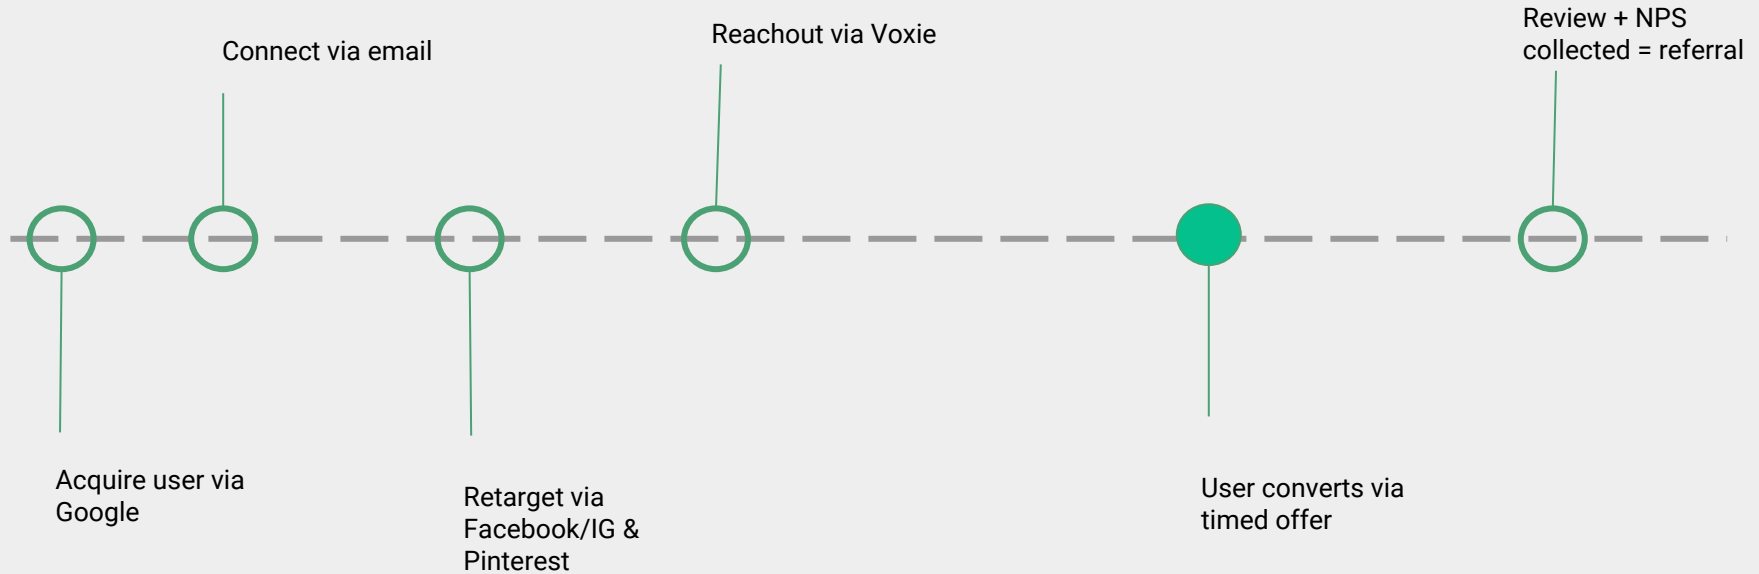 Acquire user via
Google
Connect via email
Retarget via
Facebook/IG &
Pinterest
Reachout via Voxie
User converts via
timed offer
Review + NPS
collected = referral